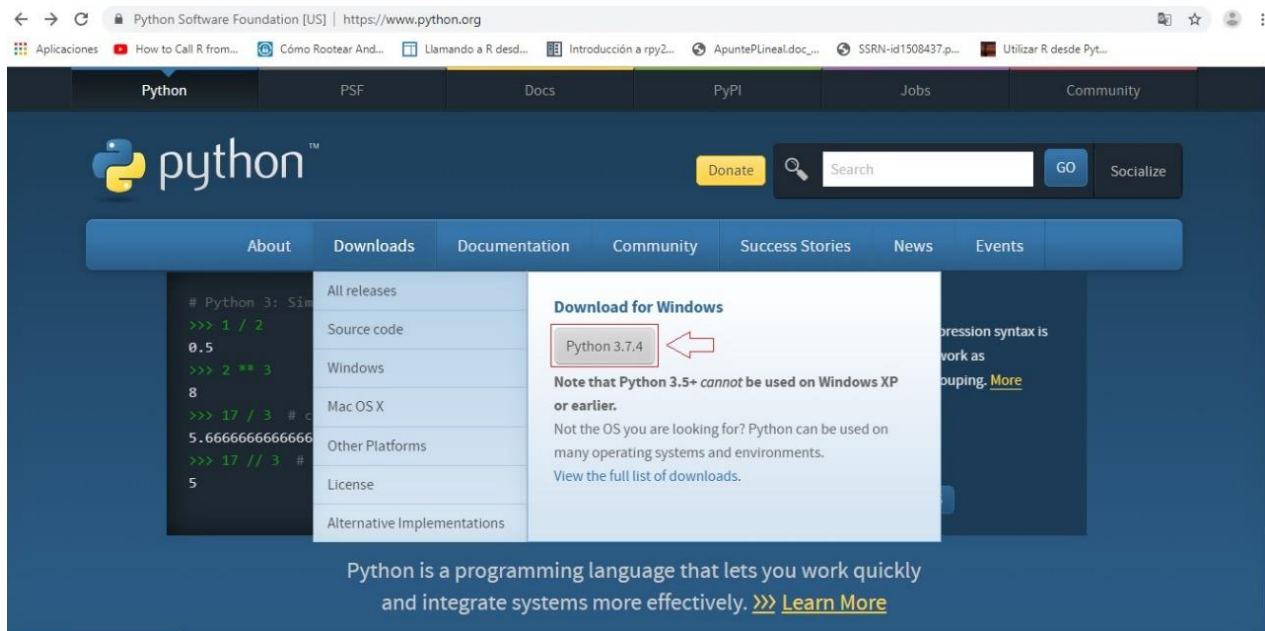 Python Software Foundation [US] | https://www.python.org
Aplicaciones How to Call R from... Cómo Rootear And... Llamando a R desd... Introducción a rpy2... ApuntePLineal.doc_... SSRN-id1508437.p... Utilizar R desde Pyt...
Python PSF Docs PyPI Jobs Community
python™
Donate Search GO Socialize
About Downloads Documentation Community Success Stories News Events
# Python 3: Sim
>>> 1 / 2
0.5
>>> 2 ** 3
8
>>> 17 / 3 # c
5.6666666666666
>>> 17 // 3 #
5
All releases
Source code
Windows
Mac OS X
Other Platforms
License
Alternative Implementations
Download for Windows
Python 3.7.4
Note that Python 3.5+ cannot be used on Windows XP
or earlier.
Not the OS you are looking for? Python can be used on
many operating systems and environments.
View the full list of downloads.
pression syntax is
work as
ouping. More
Python is a programming language that lets you work quickly
and integrate systems more effectively. >>> Learn More